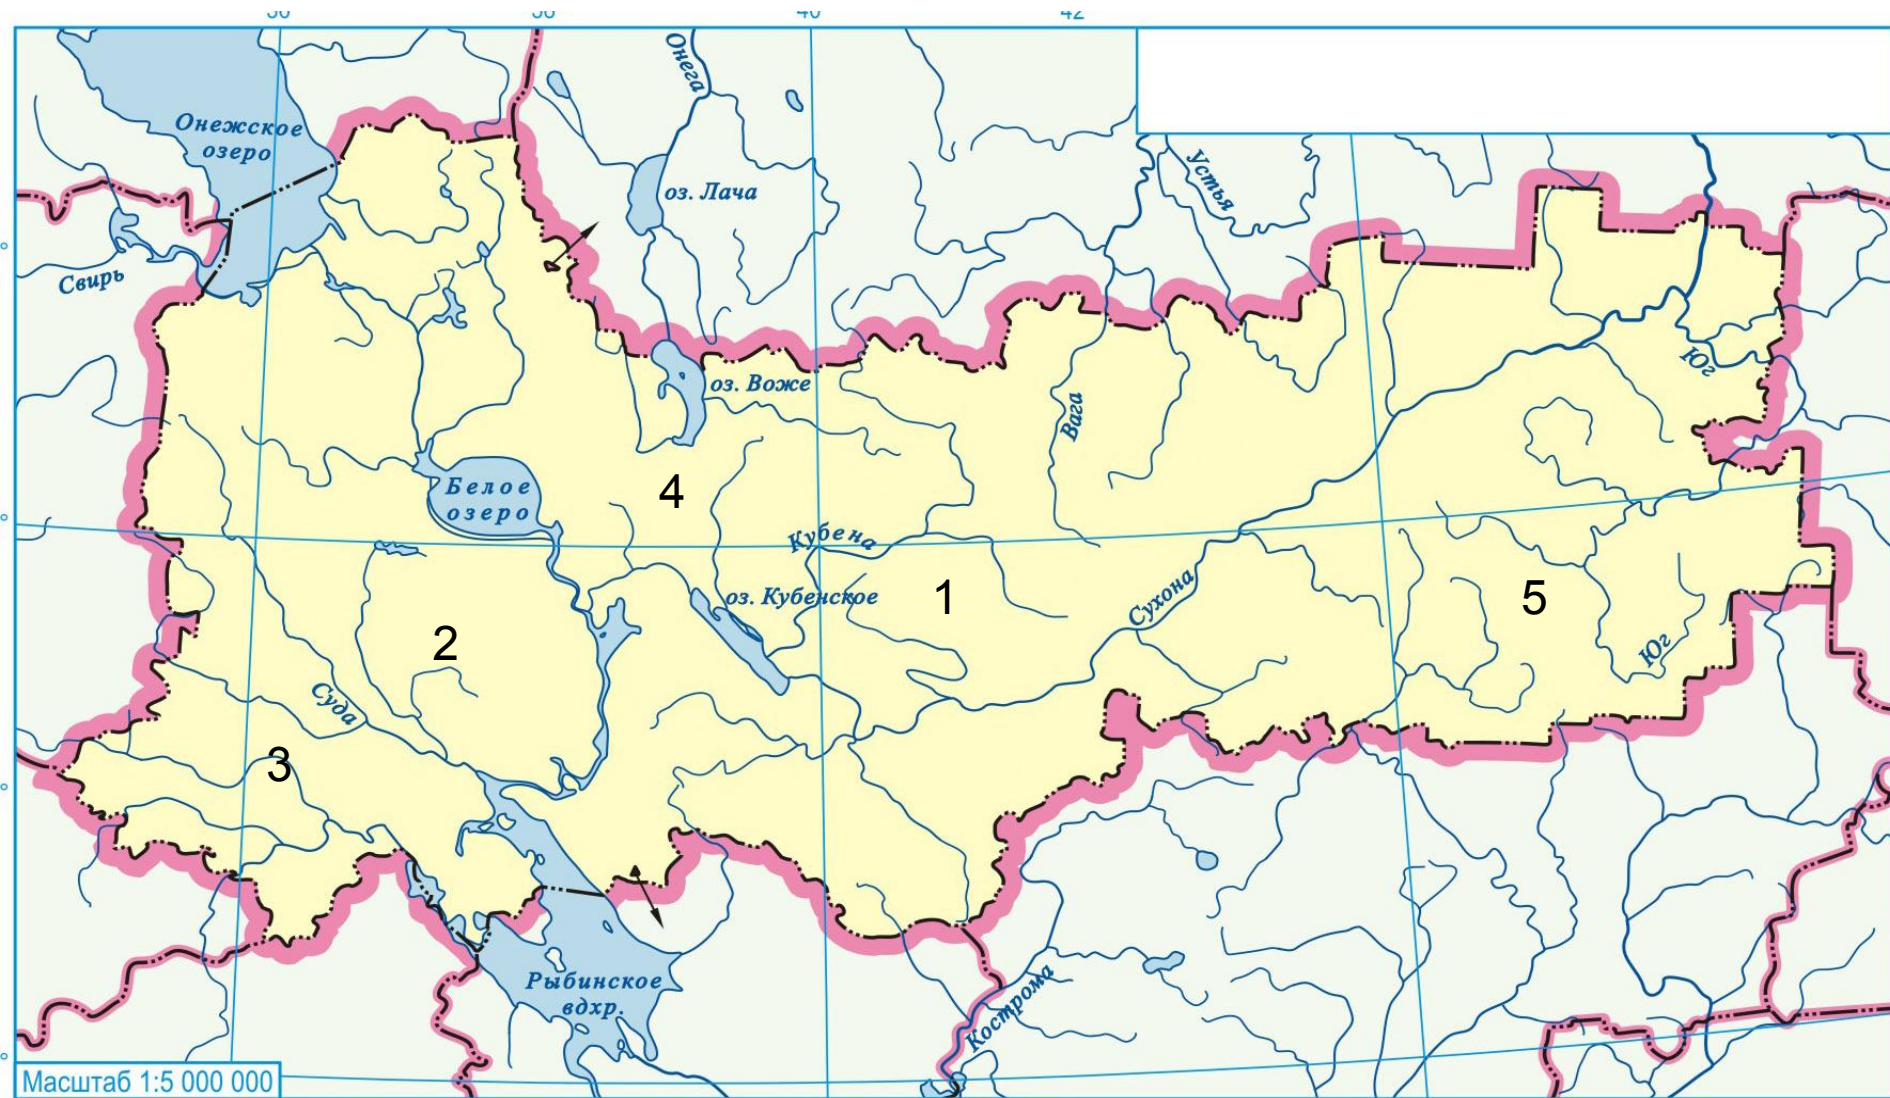 40
42
Онега
Онежское
озеро
Устья
оз. Лача
Свирь
Юг
оз. Воже
Вага
4
Белое
озеро
Кубена
Сухона
оз. Кубенское
1
5
2
Юг
Суда
3
Рыбинское
вдхр.
Кострома
Масштаб 1:5 000 000